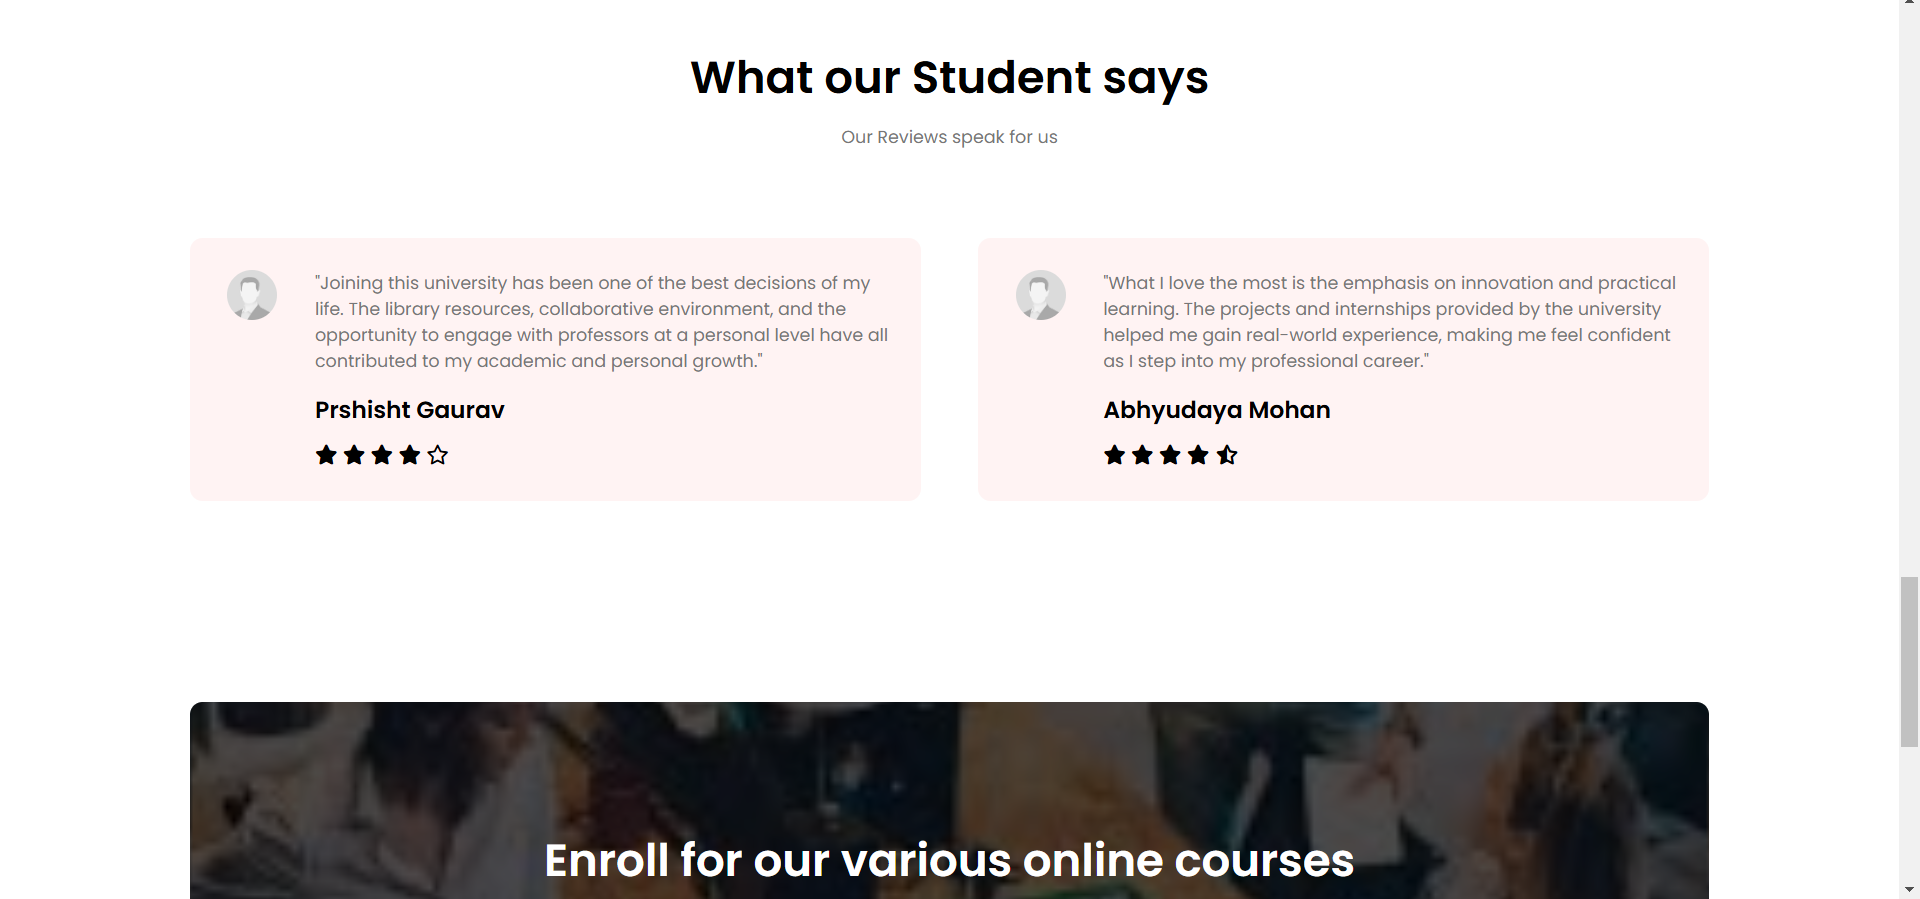 What our Student says
Our Reviews speak for us
"Joining this university has been one of the best decisions of my
life. The library resources, collaborative environment, and the
opportunity to engage with professors at a personal level have all
contributed to my academic and personal growth."
Prshisht Gaurav
"What I love the most is the emphasis on innovation and practical
learning. The projects and internships provided by the university
helped me gain real-world experience, making me feel confident
as I step into my professional career."
Abhyudaya Mohan
Enroll for our various online courses